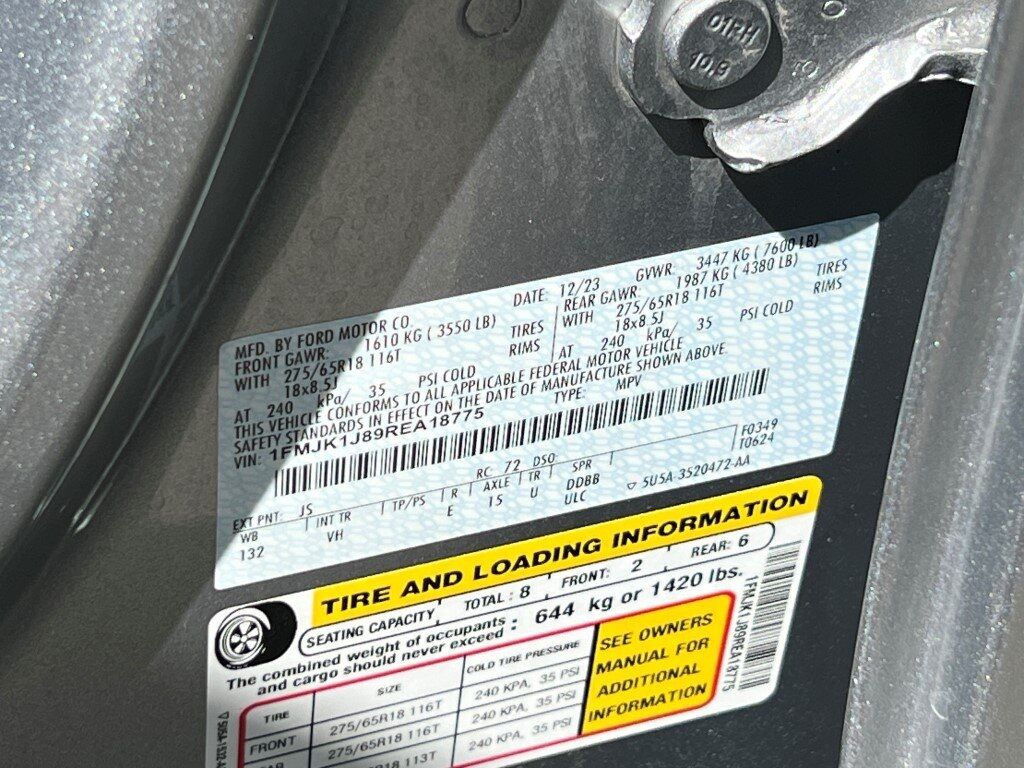 01RH
10.9
MFD. BY FORD MOTOR CO.
DATE: 12/23
GVWR: 3447 KG ( 7600 LB)
FRONT GAWR: 1610 KG ( 3550 LB)
REAR GAWR: 1987 KG ( 4380 LB)
WITH 275/65R18 116T TIRES
18x8.5J RIMS
AT 240 kPa/ 35 PSI COLD
WITH 275/65R18 116T TIRES
18x8.5J RIMS
AT 240 kPa/ 35 PSI COLD
THIS VEHICLE CONFORMS TO ALL APPLICABLE FEDERAL MOTOR VEHICLE
SAFETY STANDARDS IN EFFECT ON THE DATE OF MANUFACTURE SHOWN ABOVE.
VIN: 1FMJK1J89REA18775
TYPE: MPV
F0349
T0624
EXT PNT: JS RC: 72 DSO:
WB INT TR TP/PS R AXLE TR SPR
132 VH E 15 U DDBB
ULC
▽ 5U5A-3520472-AA
TIRE AND LOADING INFORMATION
SEATING CAPACITY TOTAL: 8 FRONT: 2 REAR: 6
The combined weight of occupants and cargo should never exceed : 644 kg or 1420 lbs.
TIRE SIZE COLD TIRE PRESSURE
FRONT 275/65R18 116T 240 KPA, 35 PSI
275/65R18 116T 240 KPA, 35 PSI
113T 240 KPA, 35 PSI
SEE OWNERS
MANUAL FOR
ADDITIONAL
INFORMATION
1FMJK1J89REA18775